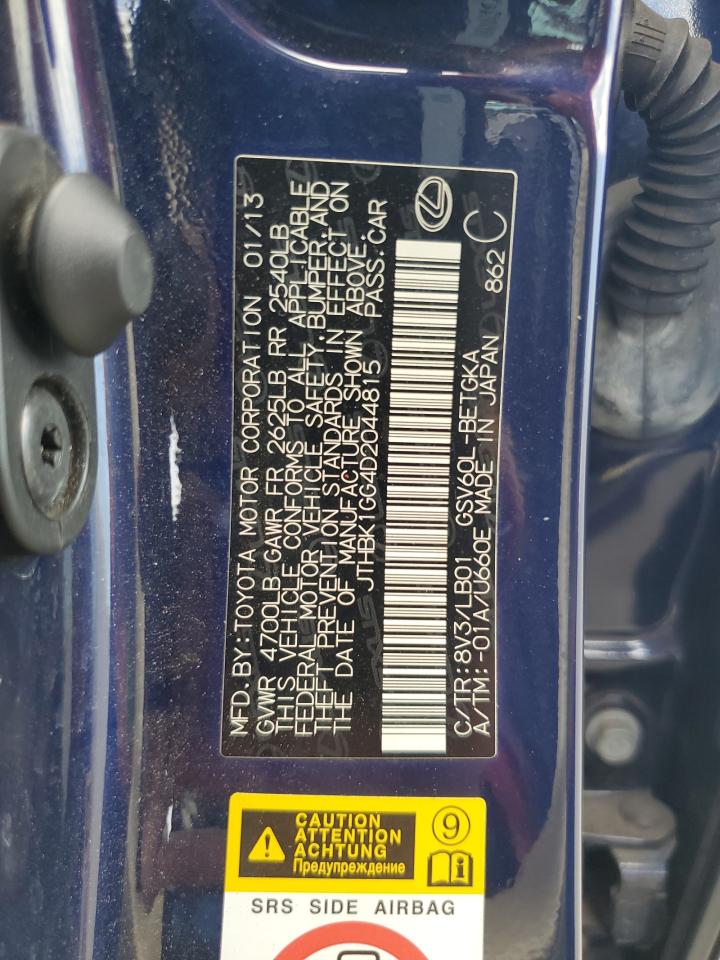 MFD. BY: TOYOTA MOTOR CORPORATION 01/13
GVWR 4700LB GAWR FR 2625LB RR 2540LB
THIS VEHICLE CONFORMS TO ALL APPLICABLE
FEDERAL MOTOR VEHICLE SAFETY, BUMPER, AND
THEFT PREVENTION STANDARDS IN EFFECT ON
THE DATE OF MANUFACTURE SHOWN ABOVE.
JTHBK1GG4D2044815 PASS. CAR
C/TR: 8V3/LB01 GSV60L-BETGKA 862 C
A/TM: -01A/U660E MADE IN JAPAN
CAUTION
ATTENTION
ACHTUNG
Предупреждение
9
i
SRS SIDE AIRBAG